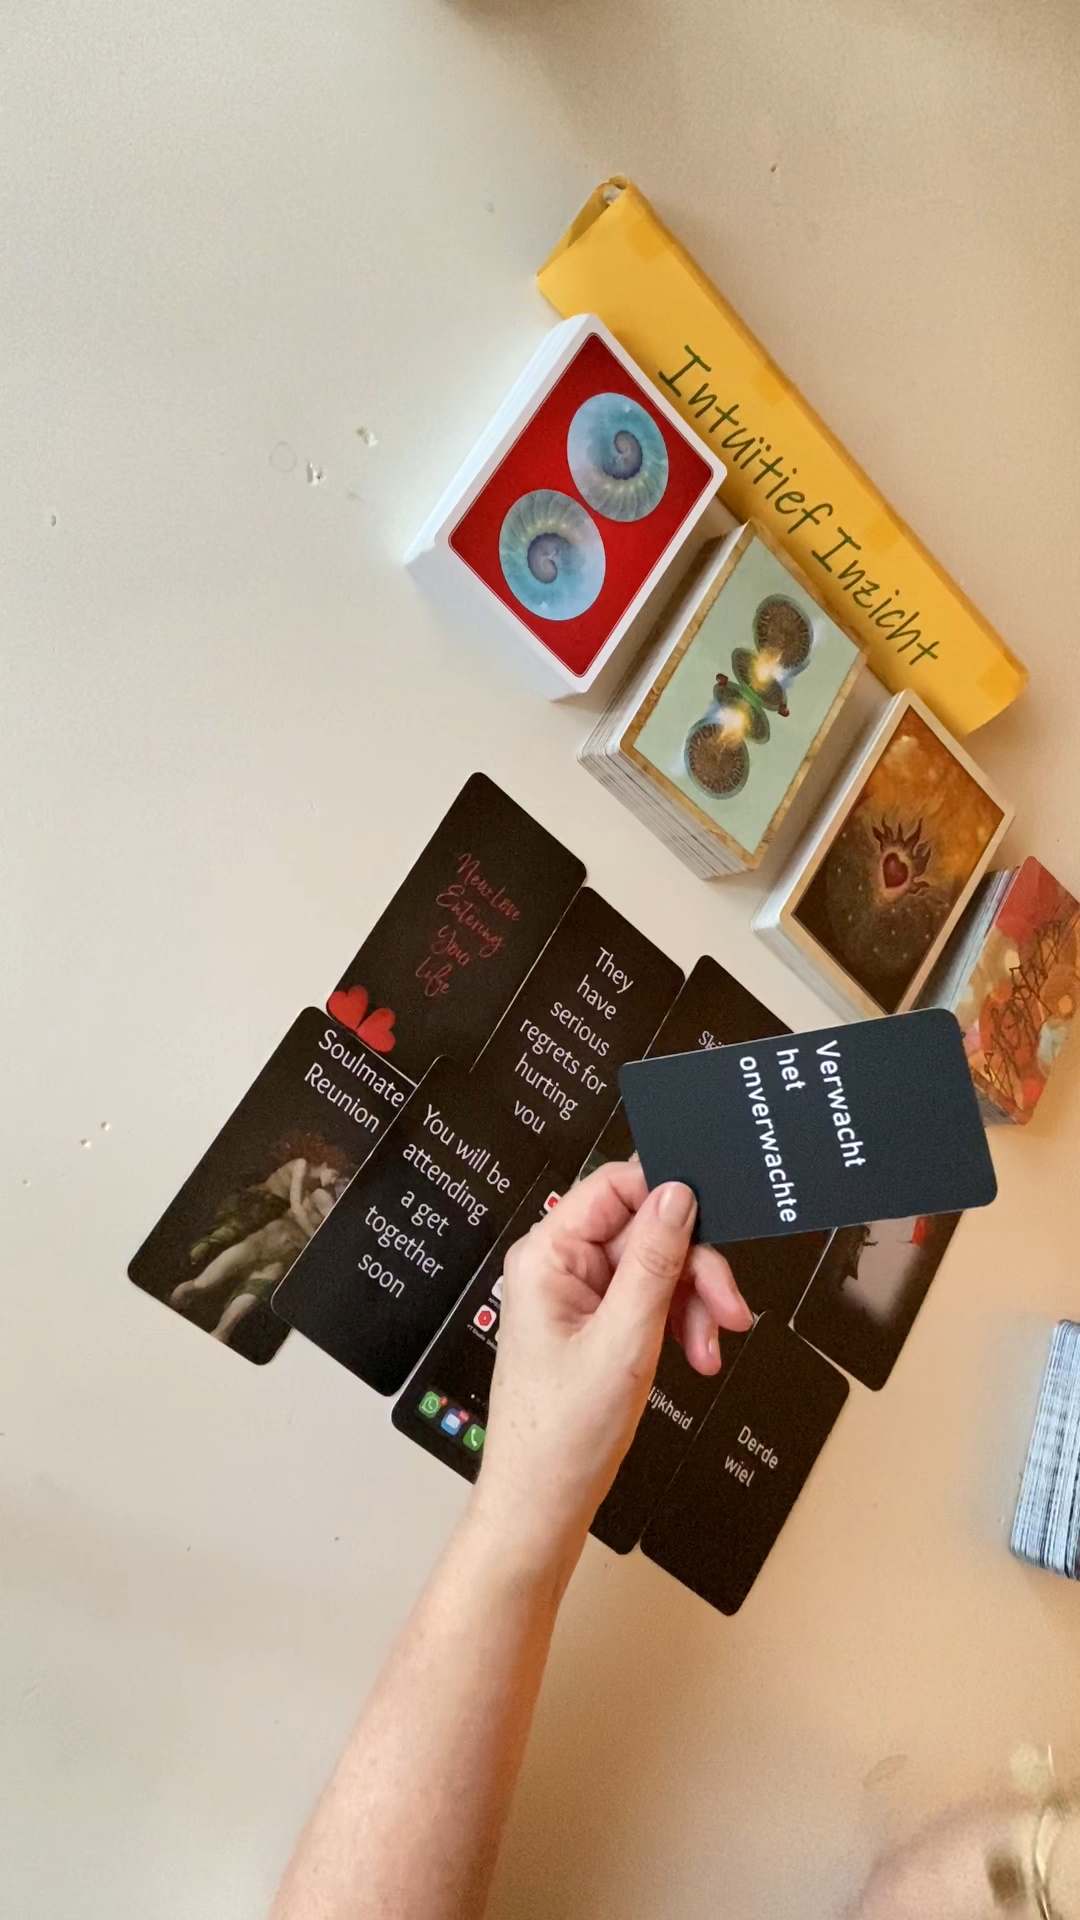 Intuïtief Inzicht
New Love
Entering
Your
Life
They
have
serious
regrets for
hurting
you
Soulmate
Reunion
You will be
attending
a get
together
soon
Verwacht
het
onverwachte
Derde
wiel